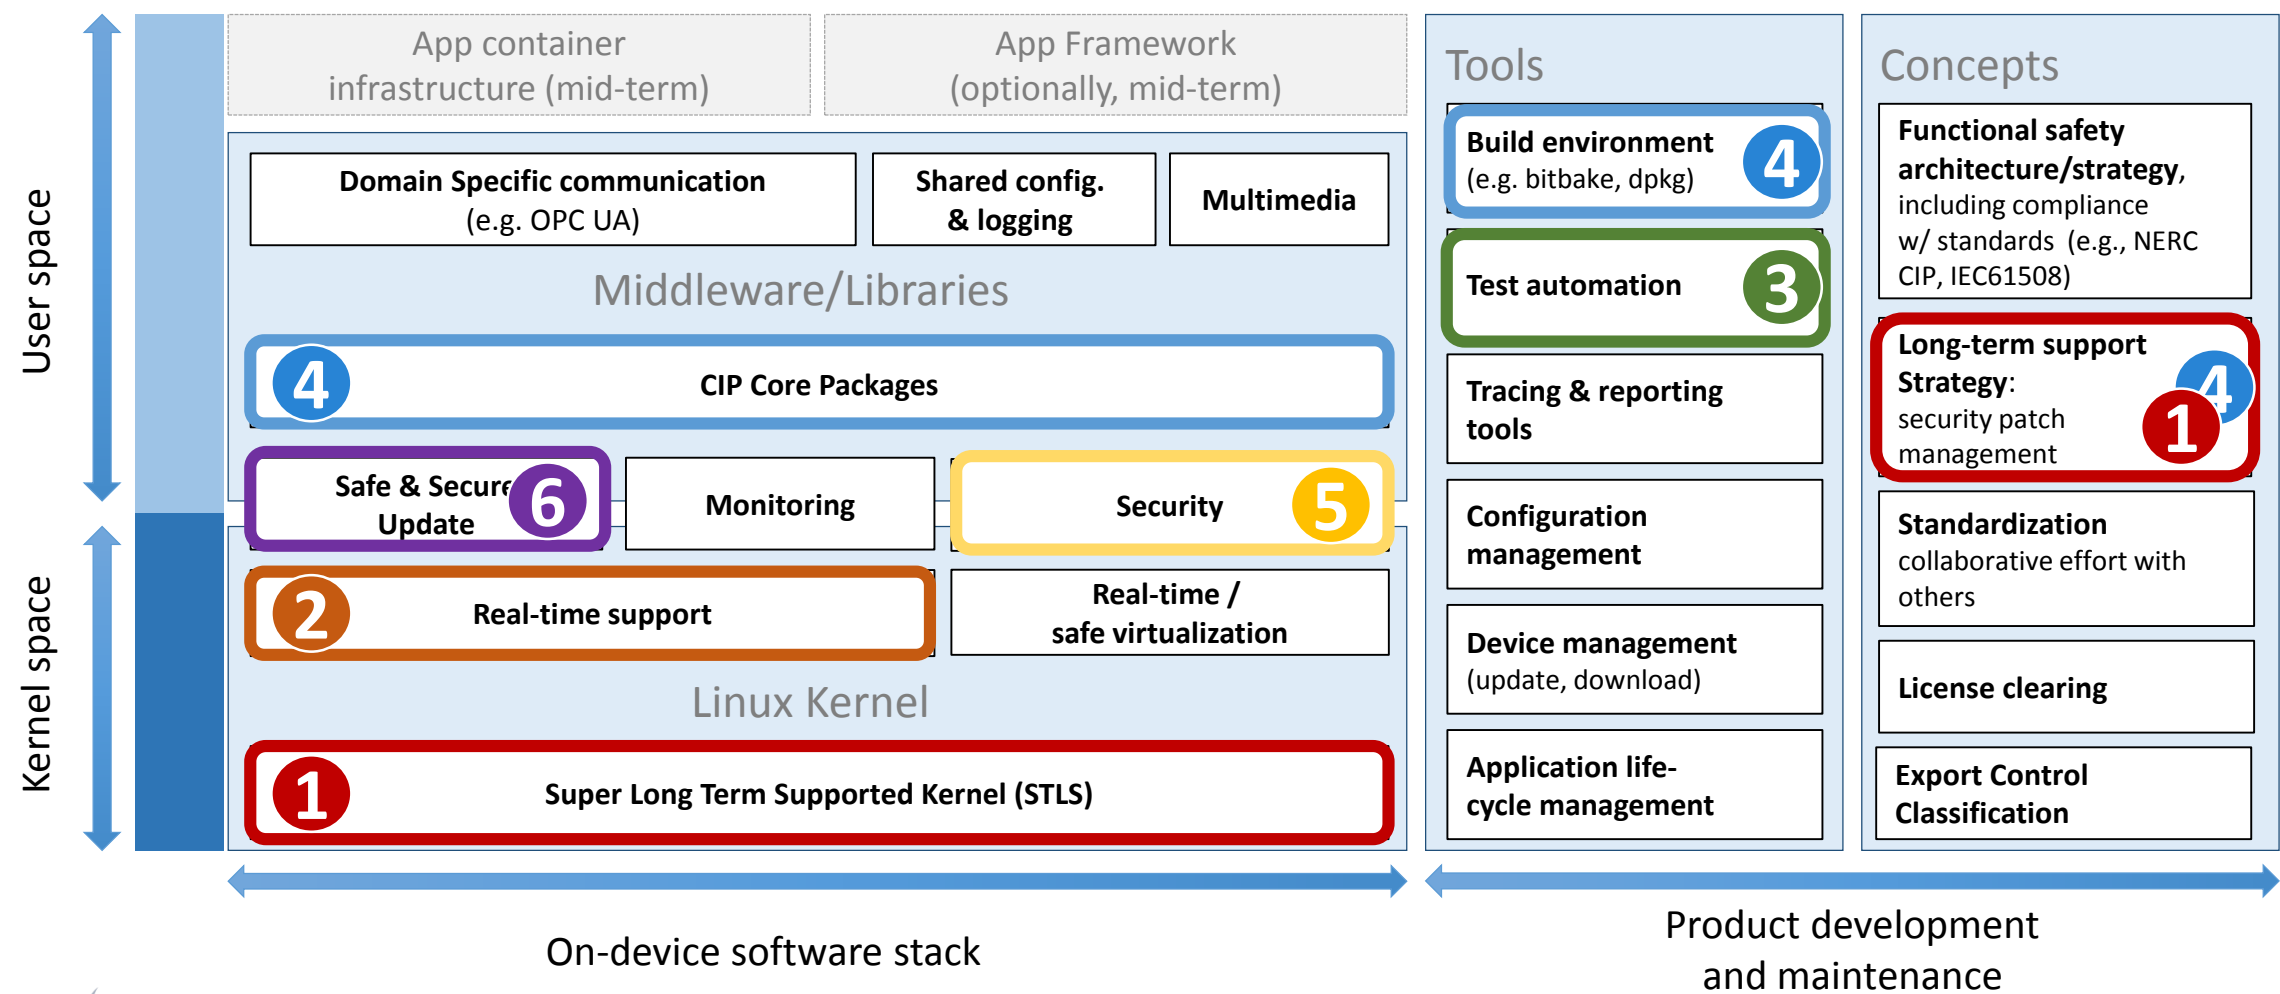 User space
Kernel space
App container
infrastructure (mid-term)
App Framework
(optionally, mid-term)
Domain Specific communication
(e.g. OPC UA)
Shared config.
& logging
Multimedia
Middleware/Libraries
4
CIP Core Packages
Safe & Secure
Update
6
Monitoring
Security
5
2
Real-time support
Real-time /
safe virtualization
Linux Kernel
1
Super Long Term Supported Kernel (STLS)
On-device software stack
Tools
Build environment
(e.g. bitbake, dpkg)
4
Test automation
3
Tracing & reporting
tools
Configuration
management
Device management
(update, download)
Application life-
cycle management
Concepts
Functional safety
architecture/strategy,
including compliance
w/ standards (e.g., NERC
CIP, IEC61508)
Long-term support
Strategy:
security patch
management
4
1
Standardization
collaborative effort with
others
License clearing
Export Control
Classification
Product development
and maintenance